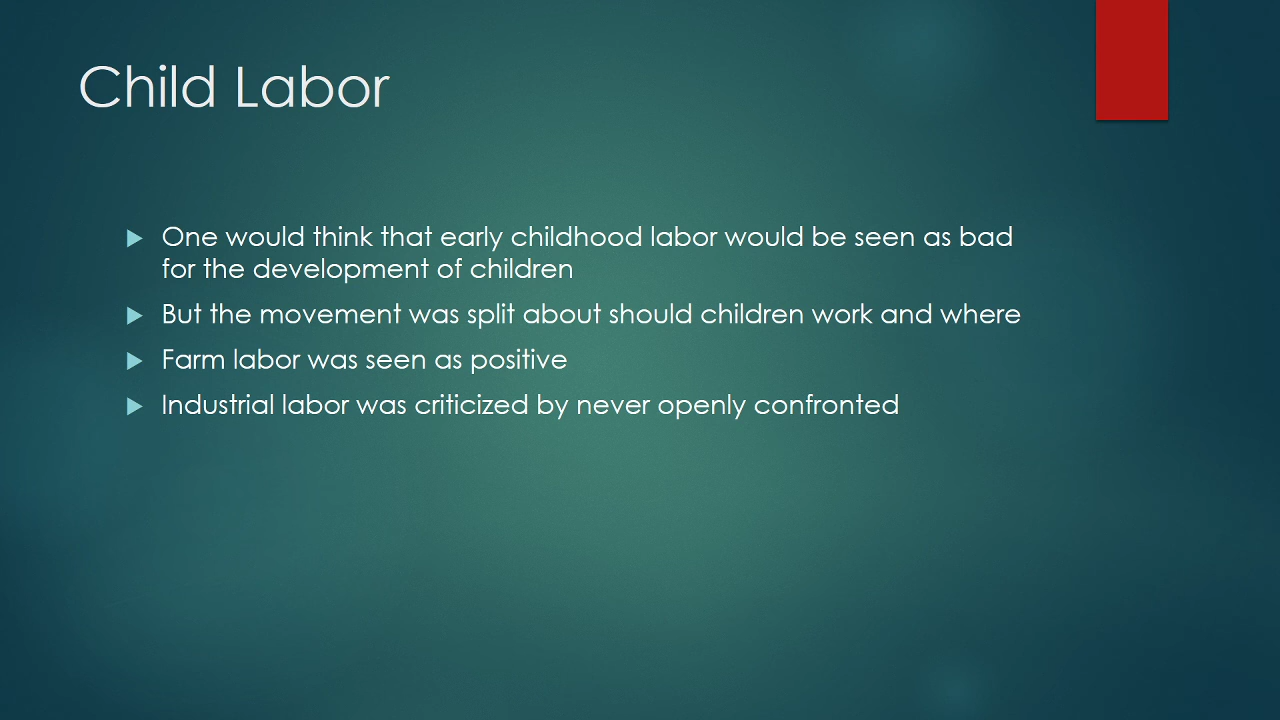 Child Labor
One would think that early childhood labor would be seen as bad
for the development of children
But the movement was split about should children work and where
Farm labor was seen as positive
Industrial labor was criticized by never openly confronted